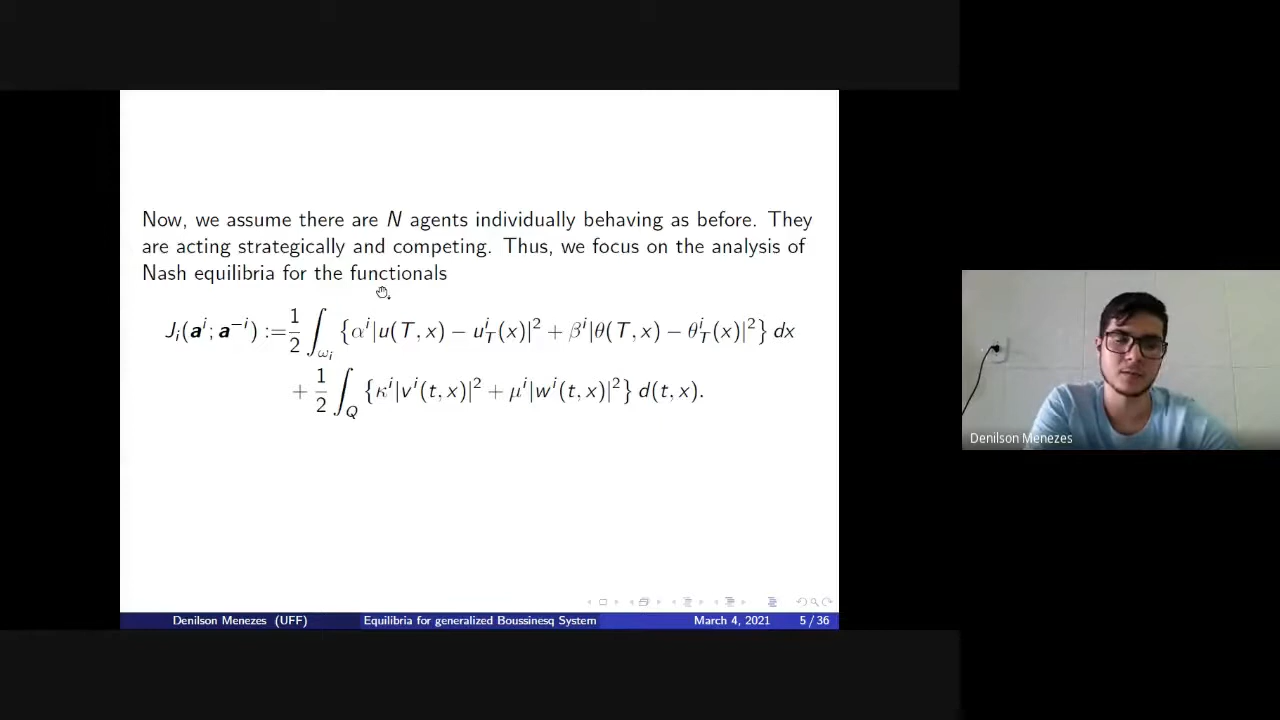 Now, we assume there are N agents individually behaving as before. They
are acting strategically and competing. Thus, we focus on the analysis of
Nash equilibria for the functionals
J_i(a^i; a^{-i}) := 1/2 ∫_{ω_i} {α^i|u(T, x) − u_T^i(x)|^2 + β^i|θ(T, x) − θ_T^i(x)|^2} dx
+ 1/2 ∫_Q {κ^i|v^i(t, x)|^2 + μ^i|w^i(t, x)|^2} d(t, x).
Denilson Menezes
Denilson Menezes (UFF) Equilibria for generalized Boussinesq System March 4, 2021 5 / 36